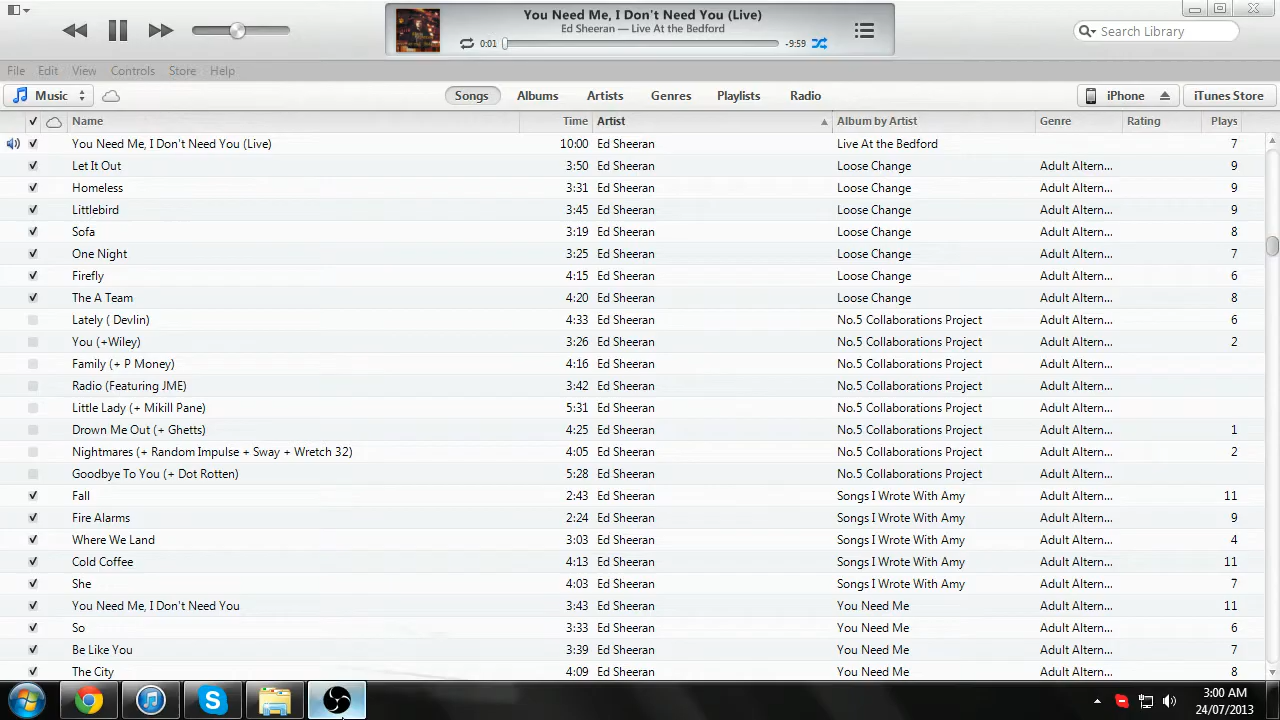 You Need Me, I Don't Need You (Live)
Ed Sheeran — Live At the Bedford
0:01 -9:59
Search Library
File Edit View Controls Store Help
Music Songs Albums Artists Genres Playlists Radio iPhone iTunes Store
Name Time Artist Album by Artist Genre Rating Plays
You Need Me, I Don't Need You (Live) 10:00 Ed Sheeran Live At the Bedford 7
Let It Out 3:50 Ed Sheeran Loose Change Adult Altern... 9
Homeless 3:31 Ed Sheeran Loose Change Adult Altern... 9
Littlebird 3:45 Ed Sheeran Loose Change Adult Altern... 9
Sofa 3:19 Ed Sheeran Loose Change Adult Altern... 8
One Night 3:25 Ed Sheeran Loose Change Adult Altern... 7
Firefly 4:15 Ed Sheeran Loose Change Adult Altern... 6
The A Team 4:20 Ed Sheeran Loose Change Adult Altern... 8
Lately ( Devlin) 4:33 Ed Sheeran No.5 Collaborations Project Adult Altern... 6
You (+Wiley) 3:26 Ed Sheeran No.5 Collaborations Project Adult Altern... 2
Family (+ P Money) 4:16 Ed Sheeran No.5 Collaborations Project Adult Altern...
Radio (Featuring JME) 3:42 Ed Sheeran No.5 Collaborations Project Adult Altern...
Little Lady (+ Mikill Pane) 5:31 Ed Sheeran No.5 Collaborations Project Adult Altern...
Drown Me Out (+ Ghetts) 4:25 Ed Sheeran No.5 Collaborations Project Adult Altern... 1
Nightmares (+ Random Impulse + Sway + Wretch 32) 4:05 Ed Sheeran No.5 Collaborations Project Adult Altern... 2
Goodbye To You (+ Dot Rotten) 5:28 Ed Sheeran No.5 Collaborations Project Adult Altern...
Fall 2:43 Ed Sheeran Songs I Wrote With Amy Adult Altern... 11
Fire Alarms 2:24 Ed Sheeran Songs I Wrote With Amy Adult Altern... 9
Where We Land 3:03 Ed Sheeran Songs I Wrote With Amy Adult Altern... 4
Cold Coffee 4:13 Ed Sheeran Songs I Wrote With Amy Adult Altern... 11
She 4:03 Ed Sheeran Songs I Wrote With Amy Adult Altern... 7
You Need Me, I Don't Need You 3:43 Ed Sheeran You Need Me Adult Altern... 11
So 3:33 Ed Sheeran You Need Me Adult Altern... 6
Be Like You 3:39 Ed Sheeran You Need Me Adult Altern... 7
The City 4:09 Ed Sheeran You Need Me Adult Altern... 8
3:00 AM
24/07/2013